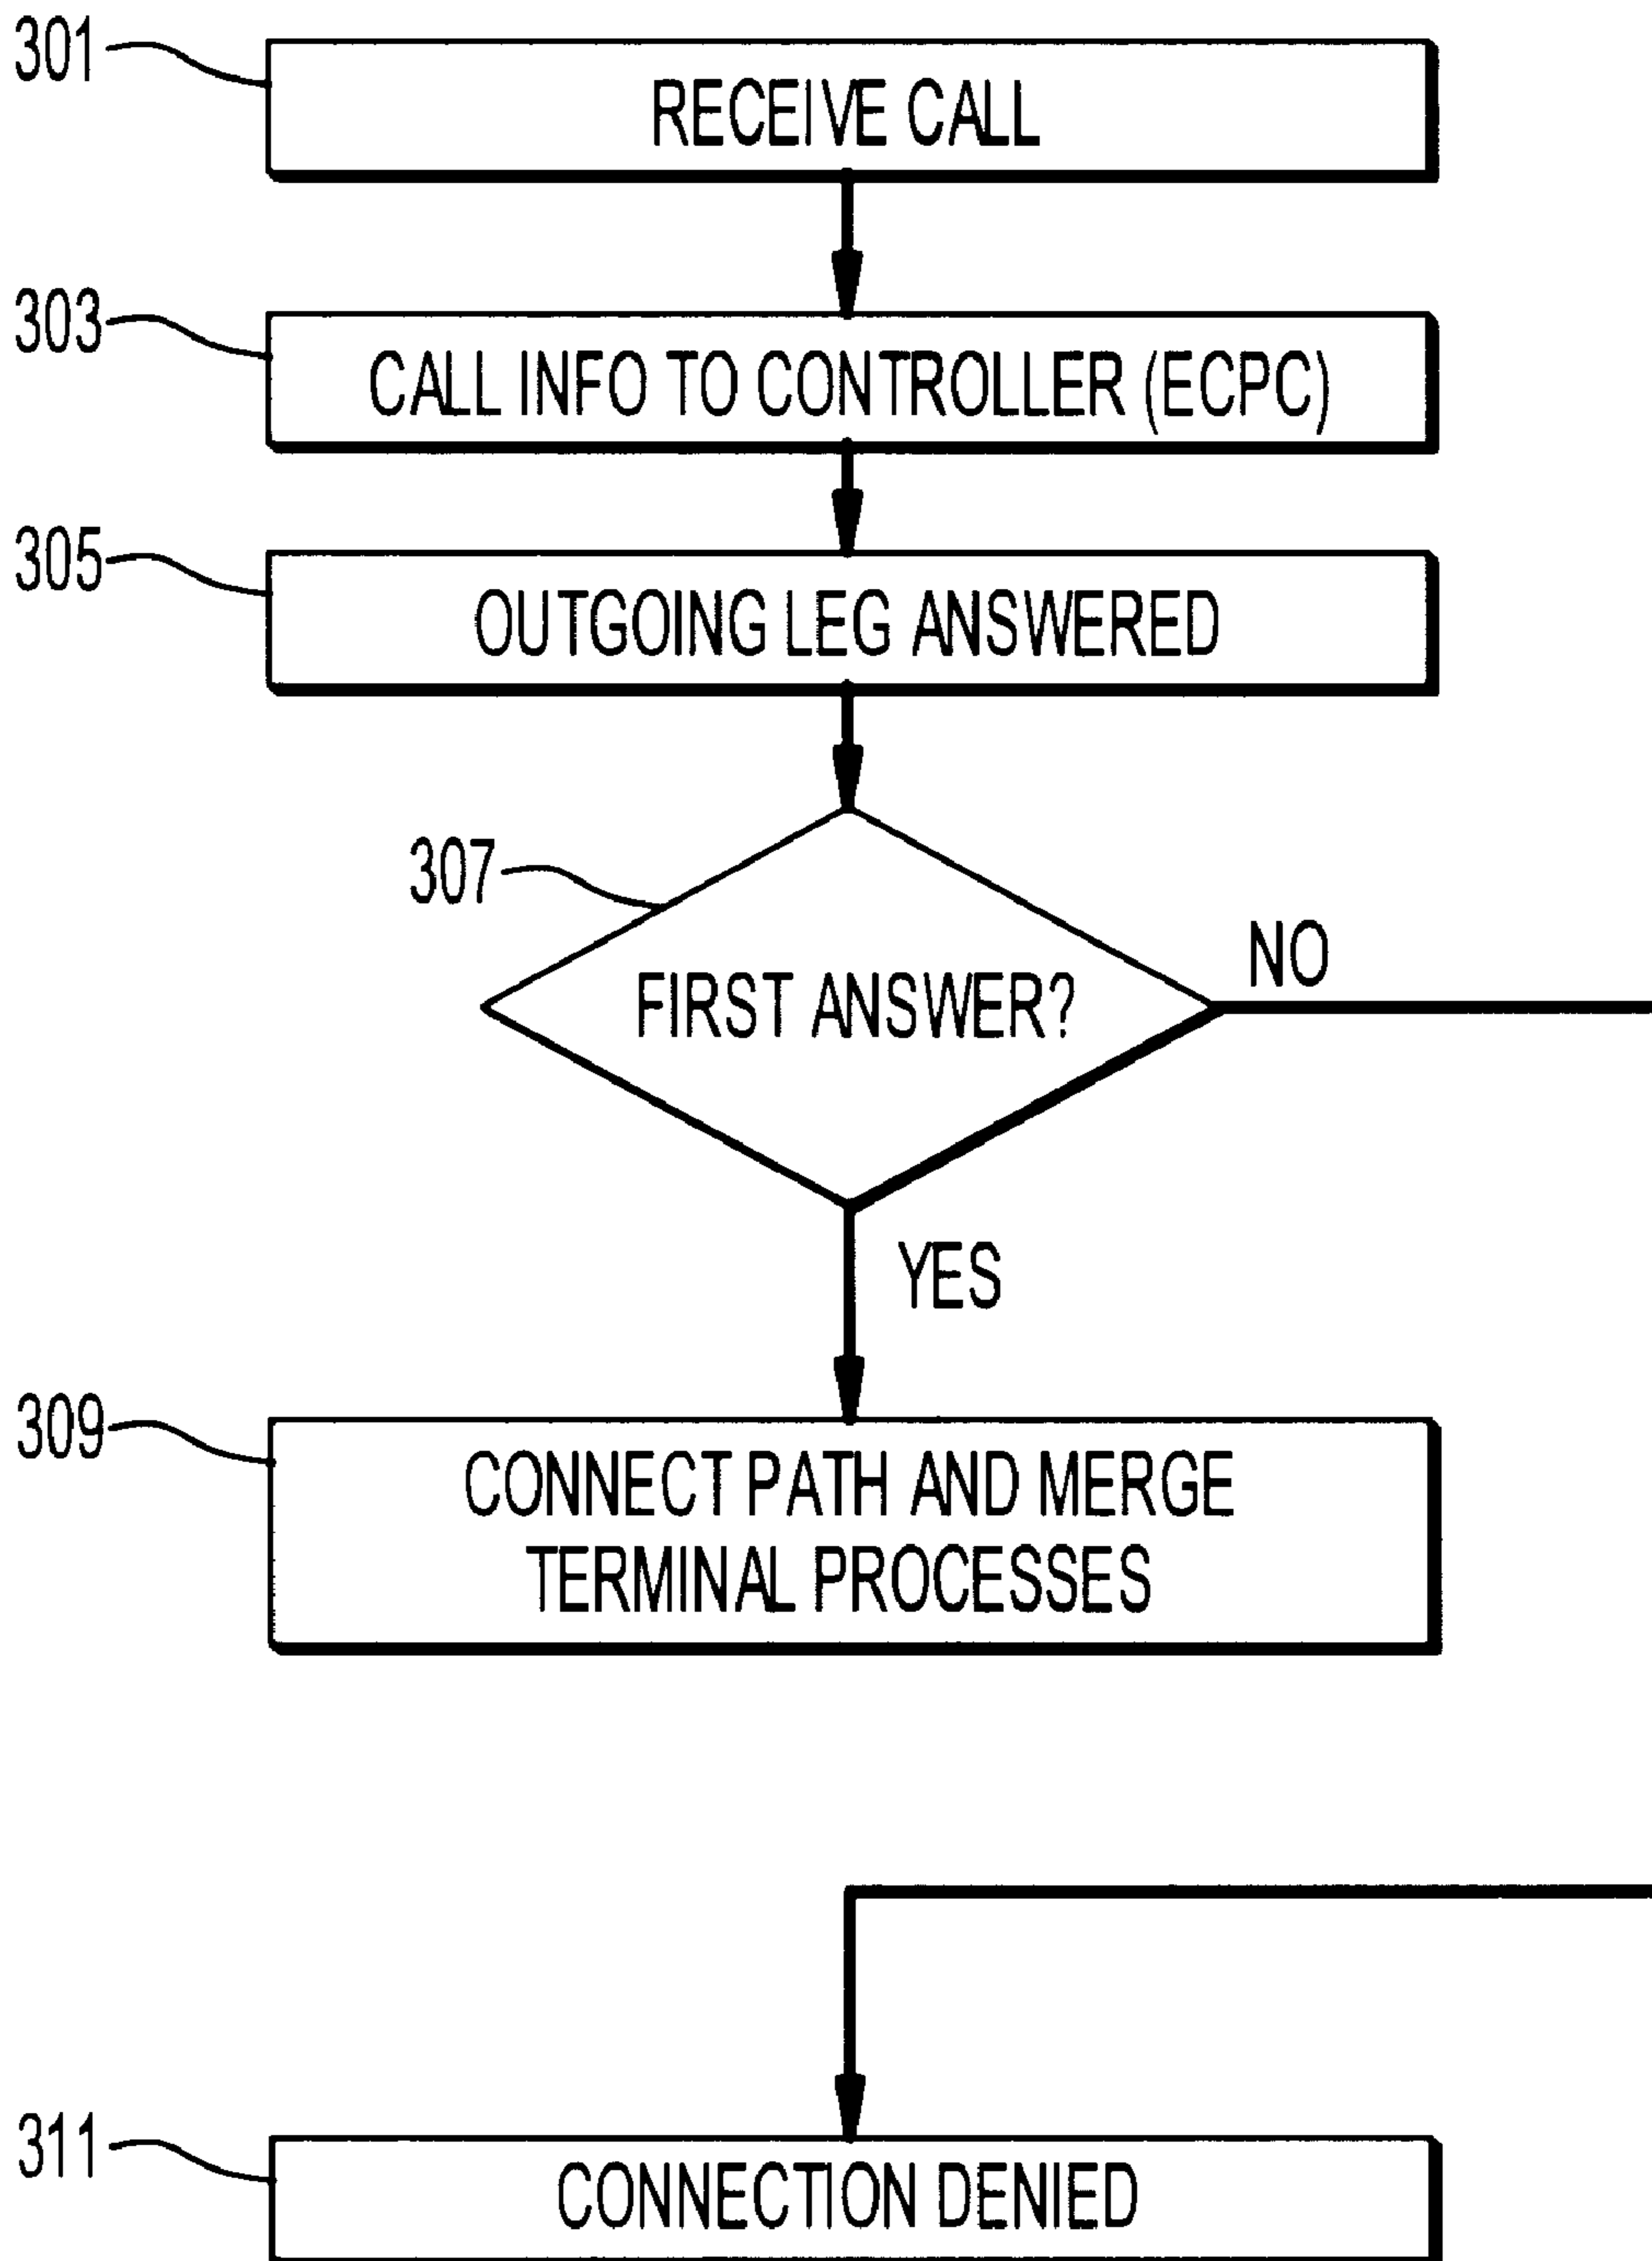 301
RECEIVE CALL
303
CALL INFO TO CONTROLLER (ECPC)
305
OUTGOING LEG ANSWERED
307
FIRST ANSWER?
NO
YES
309
CONNECT PATH AND MERGE
TERMINAL PROCESSES
311
CONNECTION DENIED